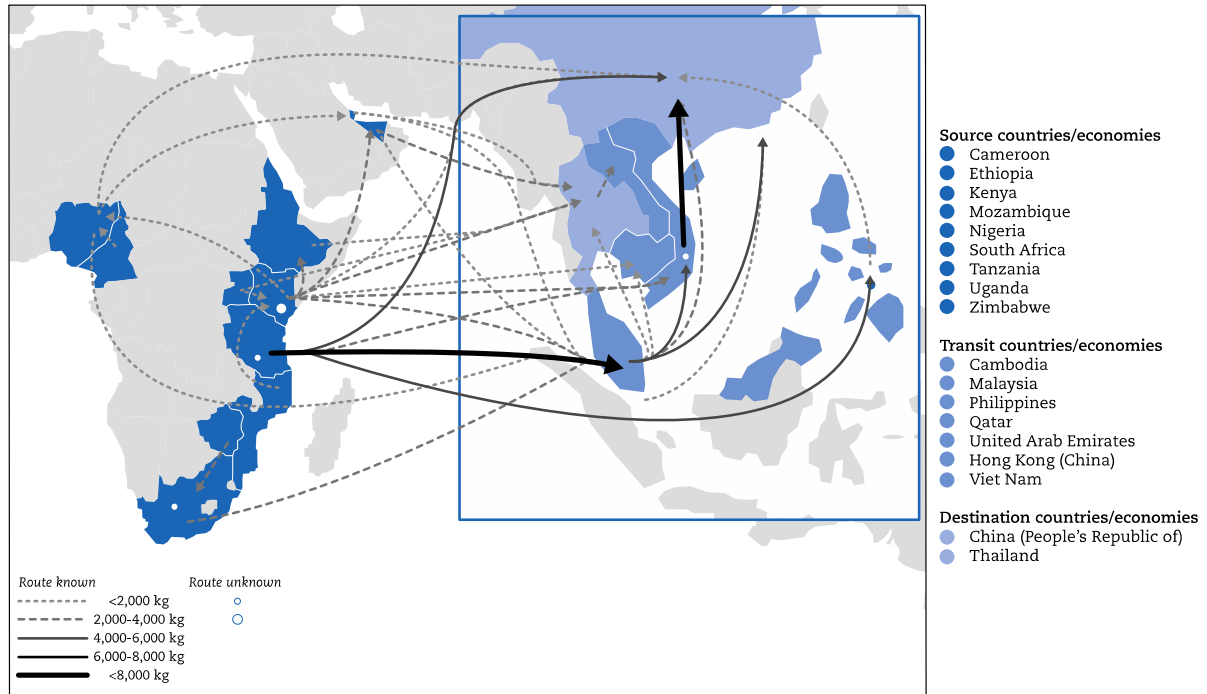 Source countries/economies
Cameroon
Ethiopia
Kenya
Mozambique
Nigeria
South Africa
Tanzania
Uganda
Zimbabwe
Transit countries/economies
Cambodia
Malaysia
Philippines
Qatar
United Arab Emirates
Hong Kong (China)
Viet Nam
Destination countries/economies
China (People's Republic of)
Thailand
Route known Route unknown
<2,000 kg
2,000-4,000 kg
4,000-6,000 kg
6,000-8,000 kg
<8,000 kg